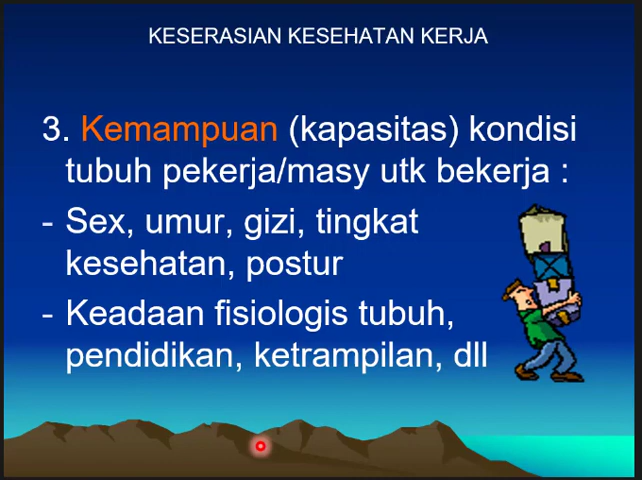 KESERASIAN KESEHATAN KERJA
3. Kemampuan (kapasitas) kondisi
tubuh pekerja/masy utk bekerja :
- Sex, umur, gizi, tingkat
kesehatan, postur
- Keadaan fisiologis tubuh,
pendidikan, ketrampilan, dll